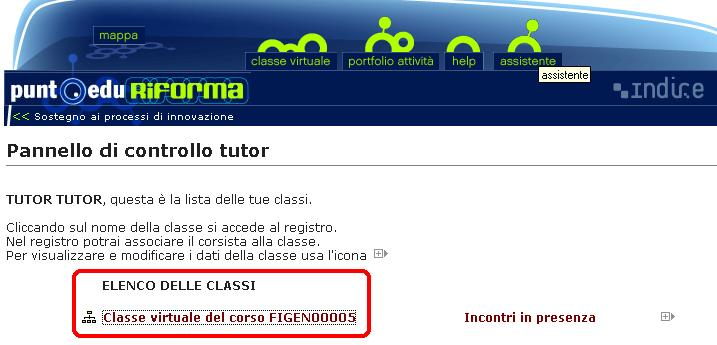 mappa
classe virtuale portfolio attività help assistente
assistente
punt edu RiFORMA
indice
<< Sostegno ai processi di innovazione
Pannello di controllo tutor
TUTOR TUTOR, questa è la lista delle tue classi.
Cliccando sul nome della classe si accede al registro.
Nel registro potrai associare il corsista alla classe.
Per visualizzare e modificare i dati della classe usa l'icona
ELENCO DELLE CLASSI
Classe virtuale del corso FIGEN00005 Incontri in presenza